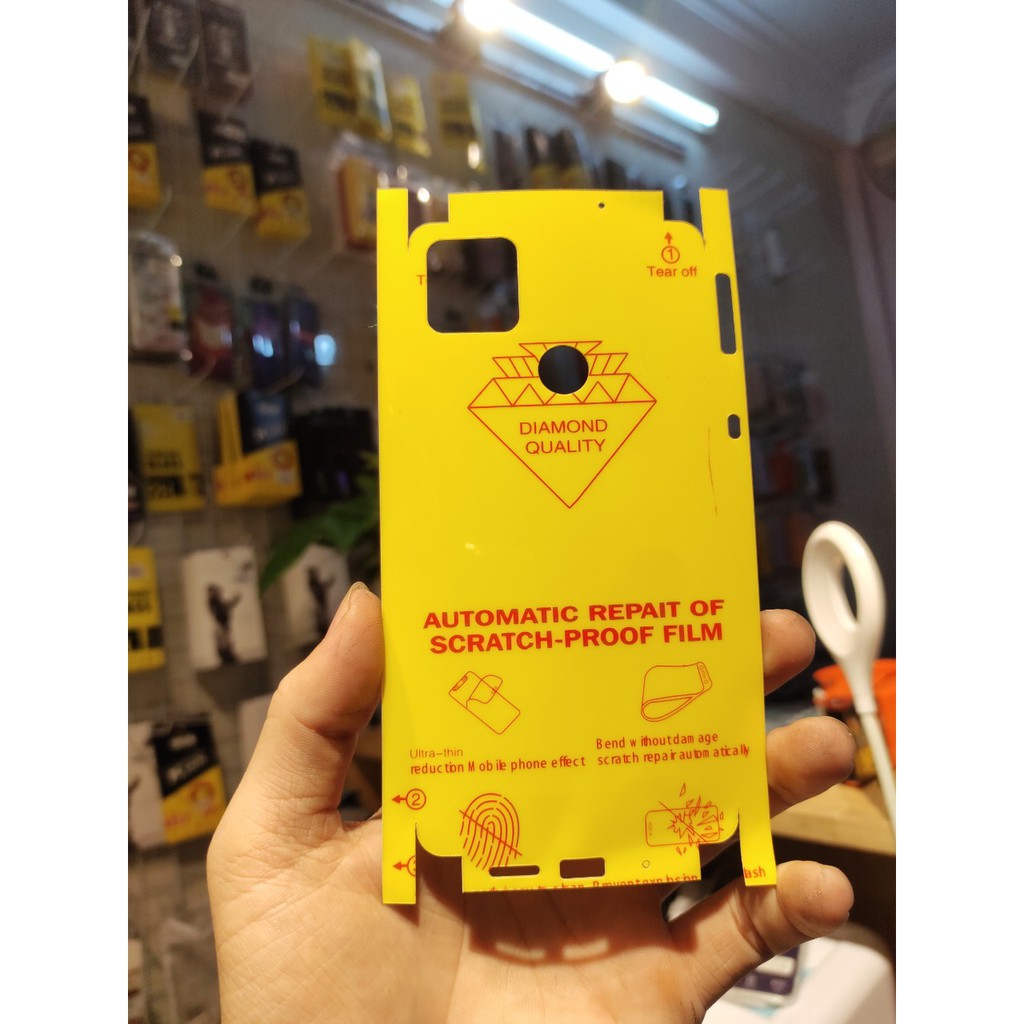 1
Tear off
DIAMOND
QUALITY
AUTOMATIC REPAIT OF
SCRATCH-PROOF FILM
Ultra-thin
reduction Mobile phone effect
Bend without damage
scratch repair automatically
2